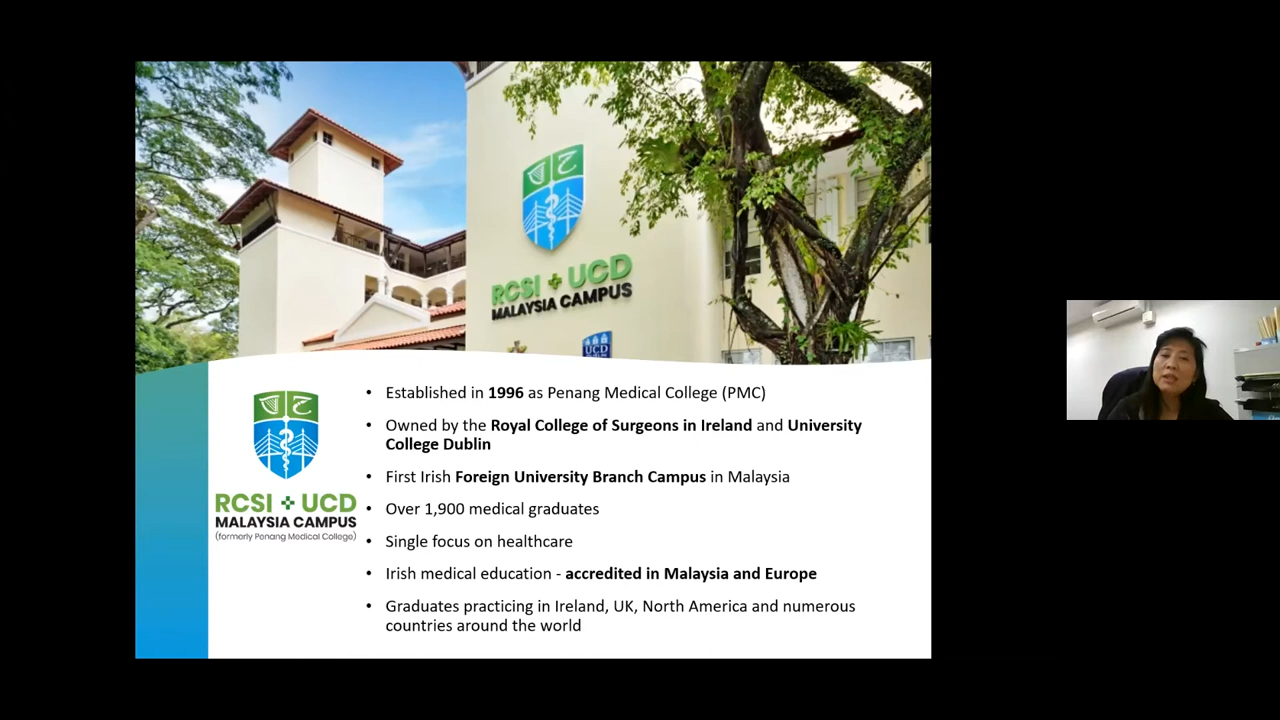 RCSI + UCD
MALAYSIA CAMPUS
UCD
• Established in 1996 as Penang Medical College (PMC)
• Owned by the Royal College of Surgeons in Ireland and University
College Dublin
• First Irish Foreign University Branch Campus in Malaysia
• Over 1,900 medical graduates
• Single focus on healthcare
• Irish medical education - accredited in Malaysia and Europe
• Graduates practicing in Ireland, UK, North America and numerous
countries around the world
RCSI + UCD
MALAYSIA CAMPUS
(formerly Penang Medical College)